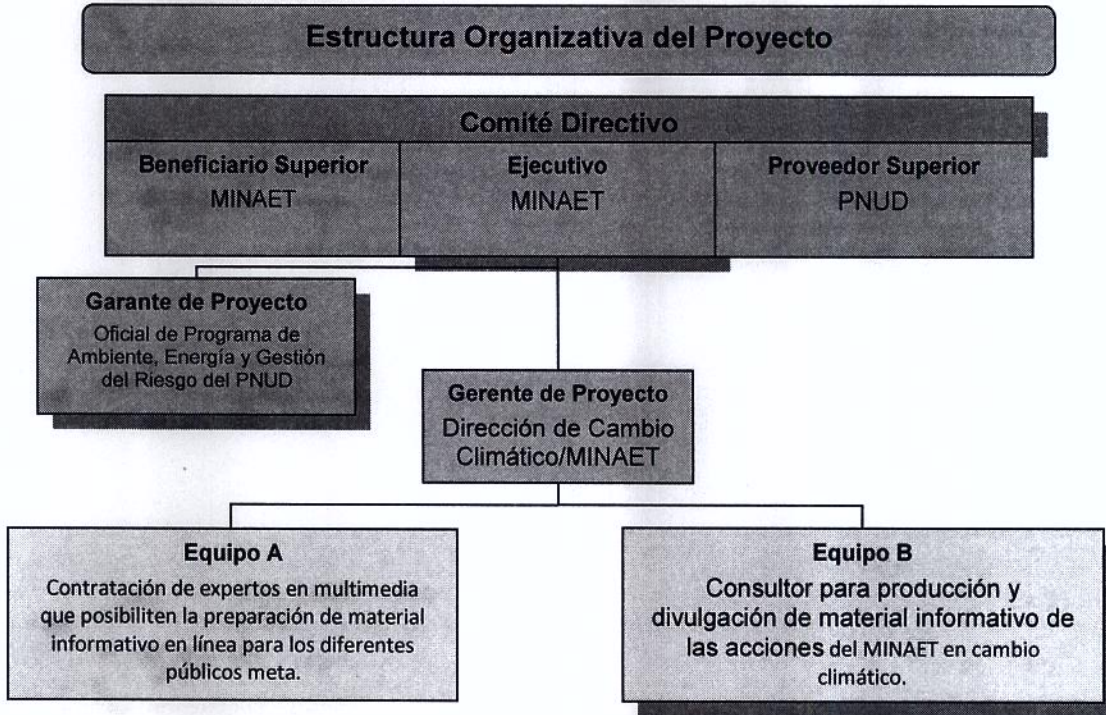 Estructura Organizativa del Proyecto
Comité Directivo
Beneficiario Superior
MINAET
Ejecutivo
MINAET
Proveedor Superior
PNUD
Garante de Proyecto
Oficial de Programa de
Ambiente, Energía y Gestión
del Riesgo del PNUD
Gerente de Proyecto
Dirección de Cambio
Climático/MINAET
Equipo A
Contratación de expertos en multimedia
que posibiliten la preparación de material
informativo en línea para los diferentes
públicos meta.
Equipo B
Consultor para producción y
divulgación de material informativo de
las acciones del MINAET en cambio
climático.